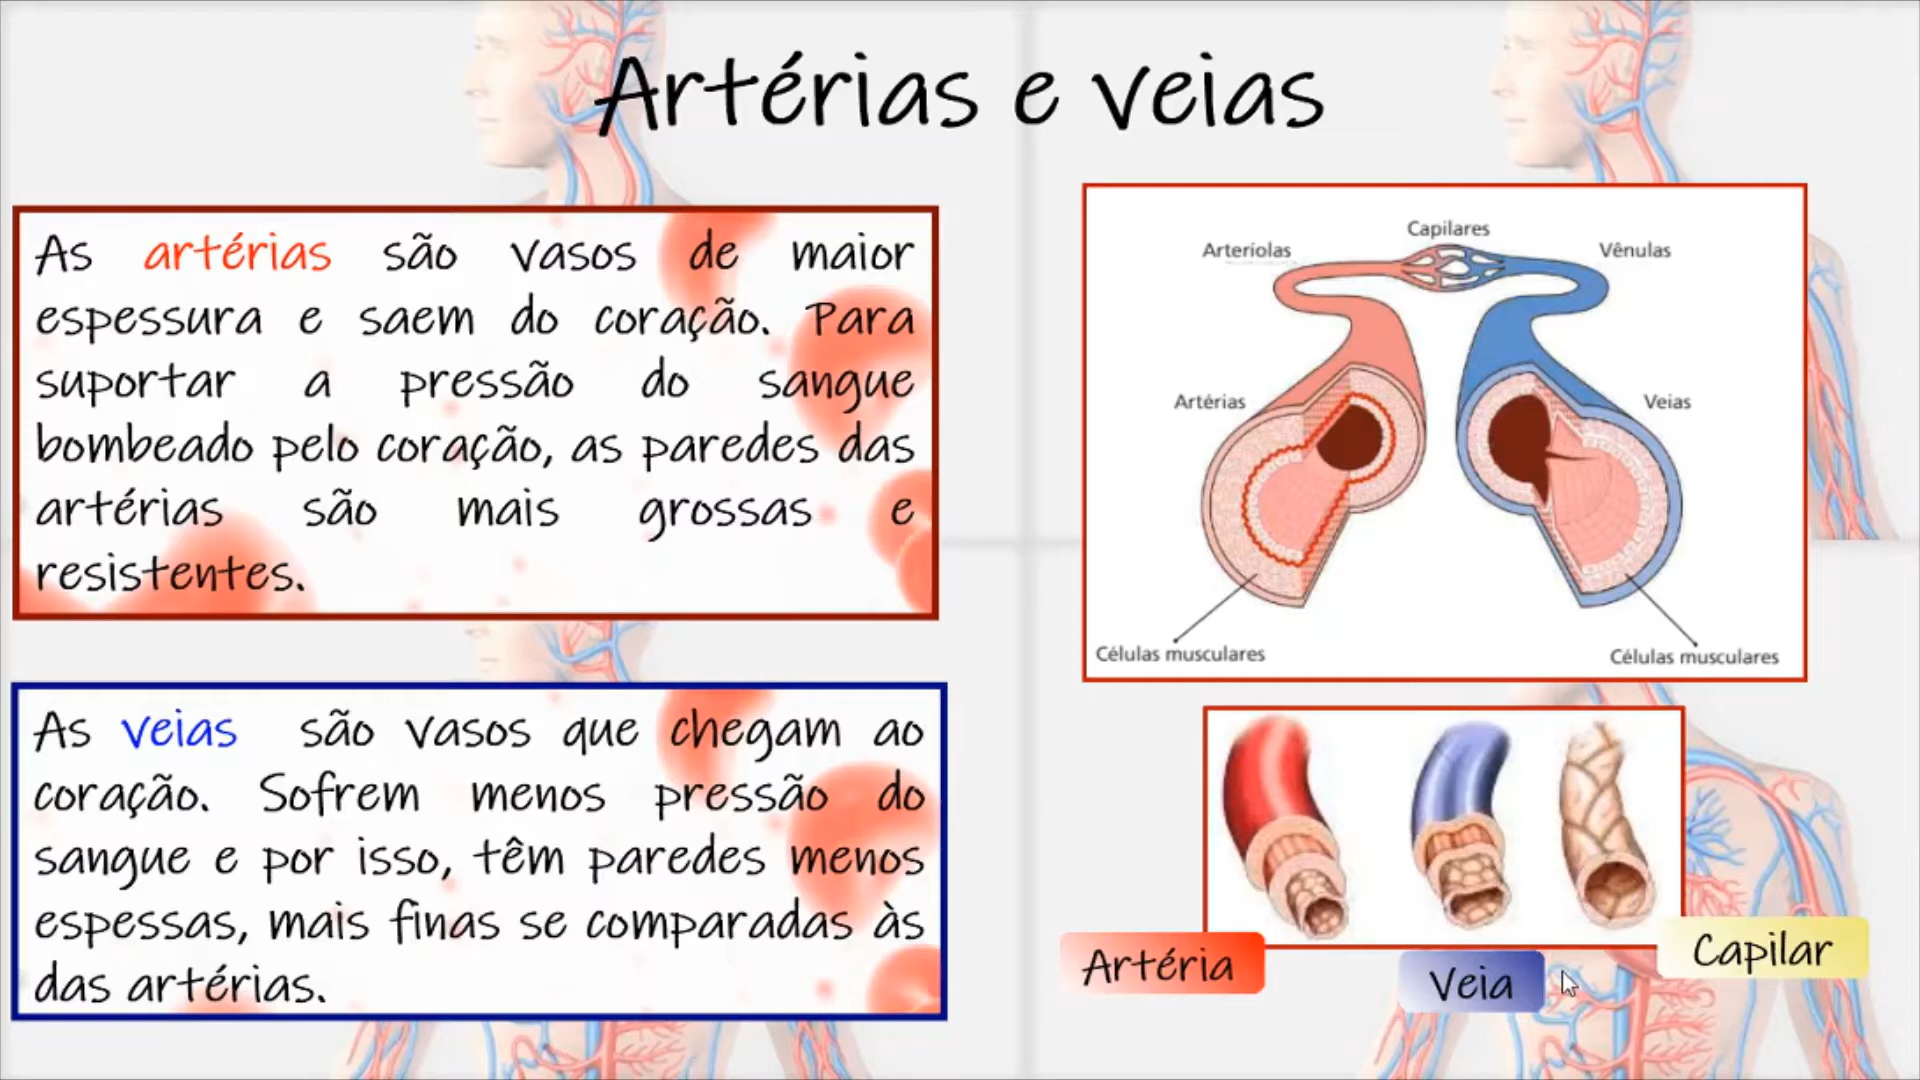 Artérias e veias
As artérias são vasos de maior
espessura e saem do coração. Para
suportar a pressão do sangue
bombeado pelo coração, as paredes das
artérias são mais grossas e
resistentes.
As veias são vasos que chegam ao
coração. Sofrem menos pressão do
sangue e por isso, têm paredes menos
espessas, mais finas se comparadas às
das artérias.
Capilares
Arteríolas
Vênulas
Artérias
Veias
Células musculares
Células musculares
Artéria
Veia
Capilar